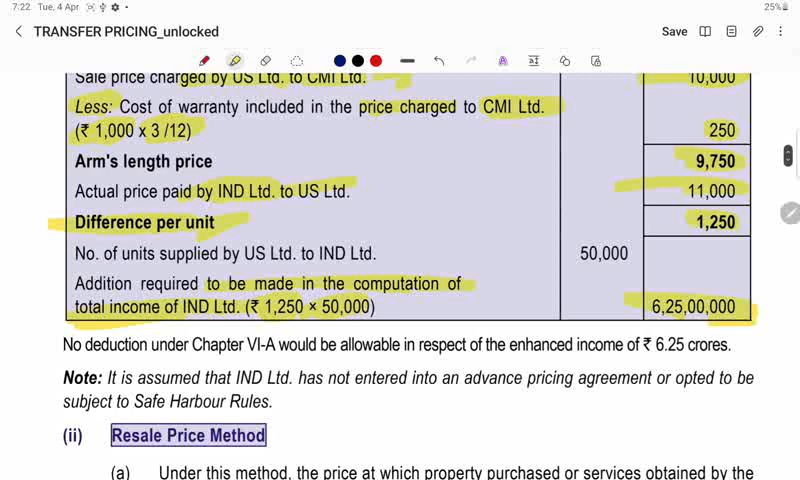 7:22 Tue, 4 Apr
25%
TRANSFER PRICING_unlocked
Save
Sale price charged by US Ltd. to CMI Ltd. 10,000
Less: Cost of warranty included in the price charged to CMI Ltd.
(₹ 1,000 x 3 /12) 250
Arm's length price 9,750
Actual price paid by IND Ltd. to US Ltd. 11,000
Difference per unit 1,250
No. of units supplied by US Ltd. to IND Ltd. 50,000
Addition required to be made in the computation of
total income of IND Ltd. (₹ 1,250 × 50,000) 6,25,00,000
No deduction under Chapter VI-A would be allowable in respect of the enhanced income of ₹ 6.25 crores.
Note: It is assumed that IND Ltd. has not entered into an advance pricing agreement or opted to be
subject to Safe Harbour Rules.
(ii) Resale Price Method
(a) Under this method, the price at which property purchased or services obtained by the